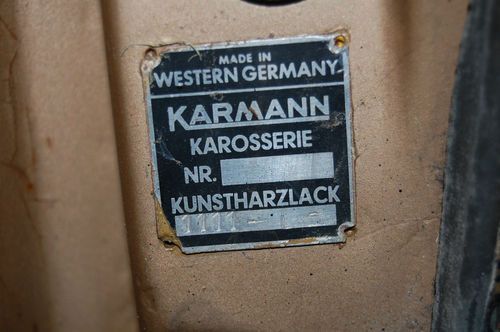 MADE IN
WESTERN GERMANY
KARMANN
KAROSSERIE
NR.
KUNSTHARZLACK